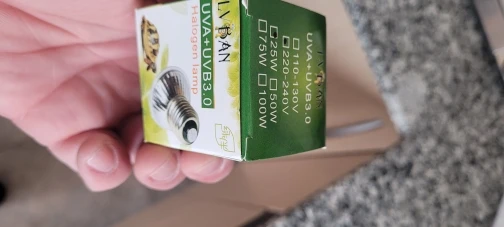 UVA+UVB3.0
Halogen lamp
UVA+UVB3.0
□110-130V
■220-240V
■25W □50W
□75W □100W